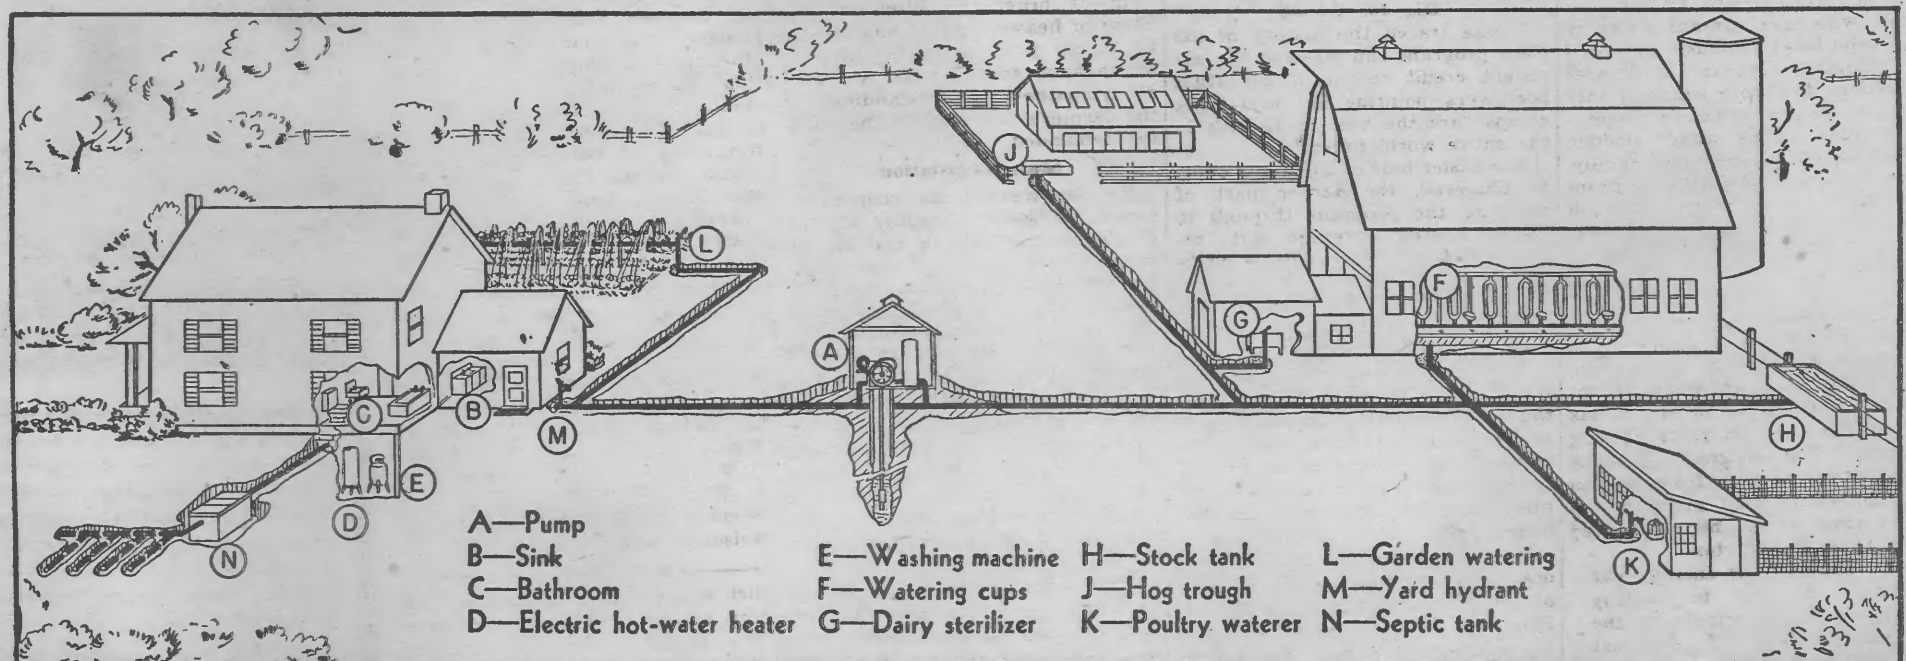 J
L
F
G
A
C
B
M
H
E
D
N
K
A—Pump
B—Sink
C—Bathroom
D—Electric hot-water heater
E—Washing machine
F—Watering cups
G—Dairy sterilizer
H—Stock tank
J—Hog trough
K—Poultry waterer
L—Garden watering
M—Yard hydrant
N—Septic tank